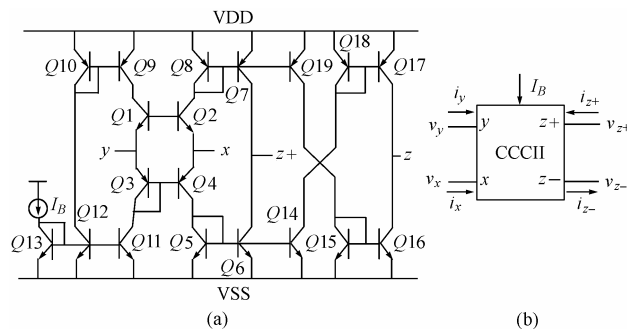 VDD
Q18
Q10
Q9
Q8
Q7
Q19
Q17
Q1
Q2
y
x
z+
z
Q3
Q4
I_B
Q12
Q14
Q13
Q11
Q5
Q6
Q15
Q16
VSS
(a)
I_B
i_y
i_z+
v_y
y
z+
v_z+
CCCII
v_x
x
z−
v_z−
i_x
i_z−
(b)